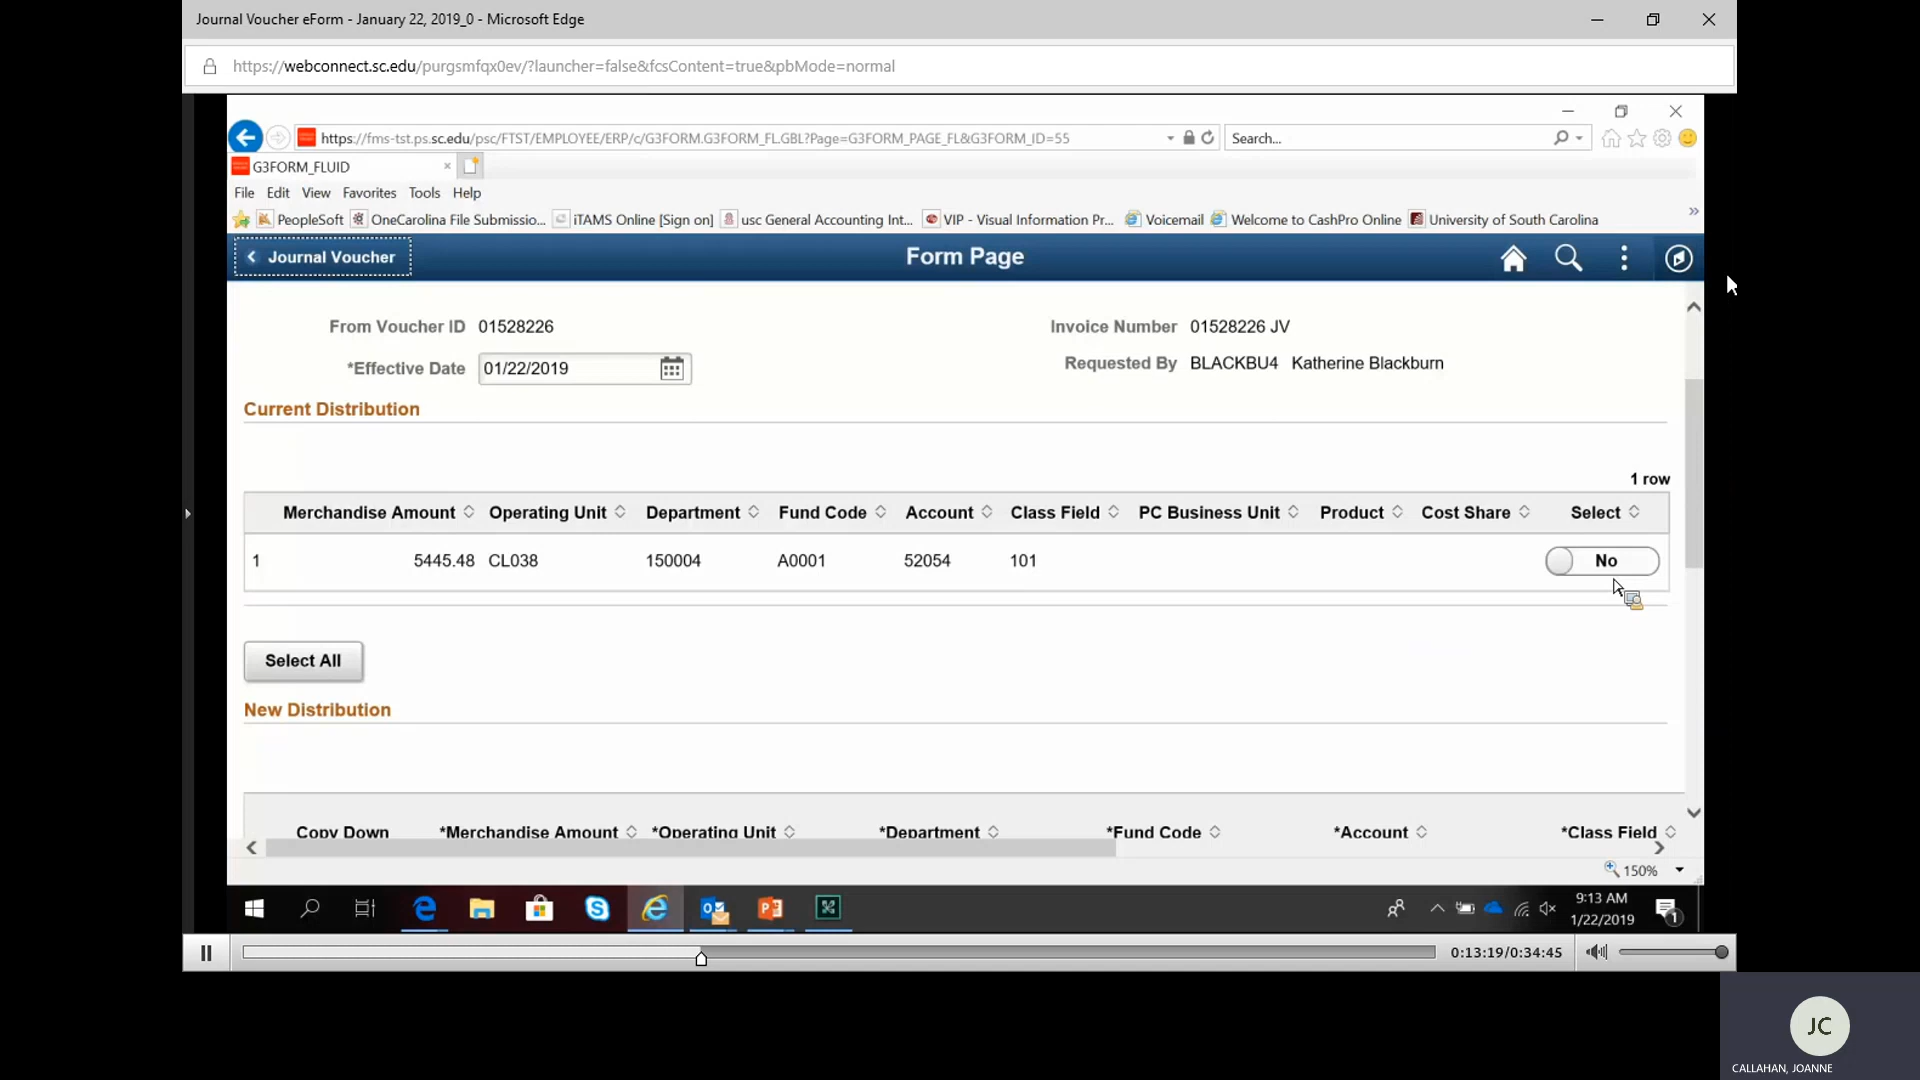 Journal Voucher eForm - January 22, 2019_0 - Microsoft Edge
https://webconnect.sc.edu/purgsmfqx0ev/?launcher=false&fcsContent=true&pbMode=normal
https://fms-tst.ps.sc.edu/psc/FTST/EMPLOYEE/ERP/c/G3FORM.G3FORM_FL.GBL?Page=G3FORM_PAGE_FL&G3FORM_ID=55 Search...
G3FORM_FLUID
File Edit View Favorites Tools Help
PeopleSoft OneCarolina File Submissio... iTAMS Online [Sign on] usc General Accounting Int... VIP - Visual Information Pr... Voicemail Welcome to CashPro Online University of South Carolina
Journal Voucher Form Page
From Voucher ID 01528226 Invoice Number 01528226 JV
*Effective Date 01/22/2019 Requested By BLACKBU4 Katherine Blackburn
Current Distribution
1 row
Merchandise Amount Operating Unit Department Fund Code Account Class Field PC Business Unit Product Cost Share Select
1 5445.48 CL038 150004 A0001 52054 101 No
Select All
New Distribution
Copy Down *Merchandise Amount *Operating Unit *Department *Fund Code *Account *Class Field
150%
9:13 AM
1/22/2019 1
0:13:19/0:34:45
JC
CALLAHAN, JOANNE